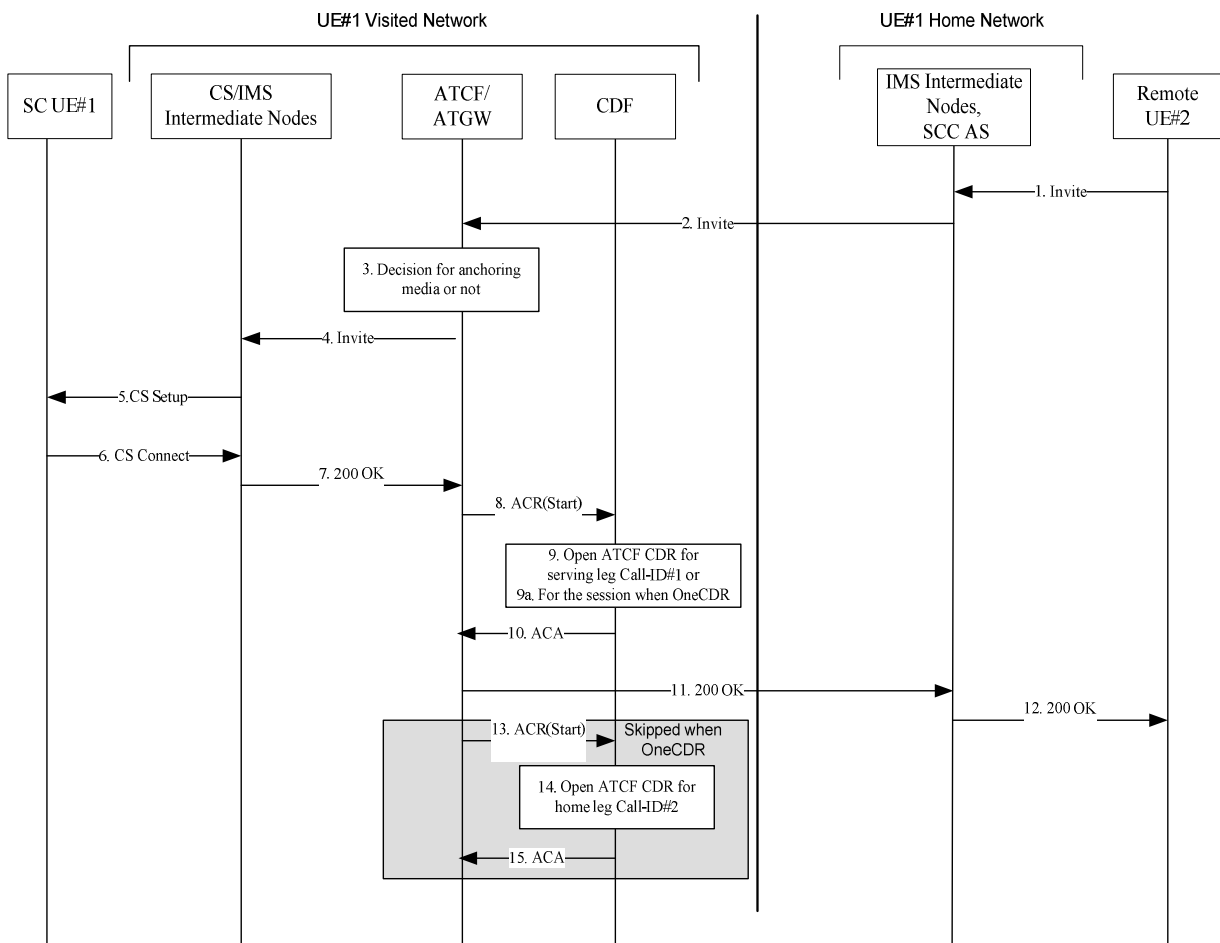 UE#1 Visited Network
UE#1 Home Network
SC UE#1
CS/IMS
Intermediate Nodes
ATCF/
ATGW
CDF
IMS Intermediate
Nodes,
SCC AS
Remote
UE#2
1. Invite
2. Invite
3. Decision for anchoring
media or not
4. Invite
5.CS Setup
6. CS Connect
7. 200 OK
8. ACR(Start)
9. Open ATCF CDR for
serving leg Call-ID#1 or
9a. For the session when OneCDR
10. ACA
11. 200 OK
12. 200 OK
13. ACR(Start)
Skipped when
OneCDR
14. Open ATCF CDR for
home leg Call-ID#2
15. ACA